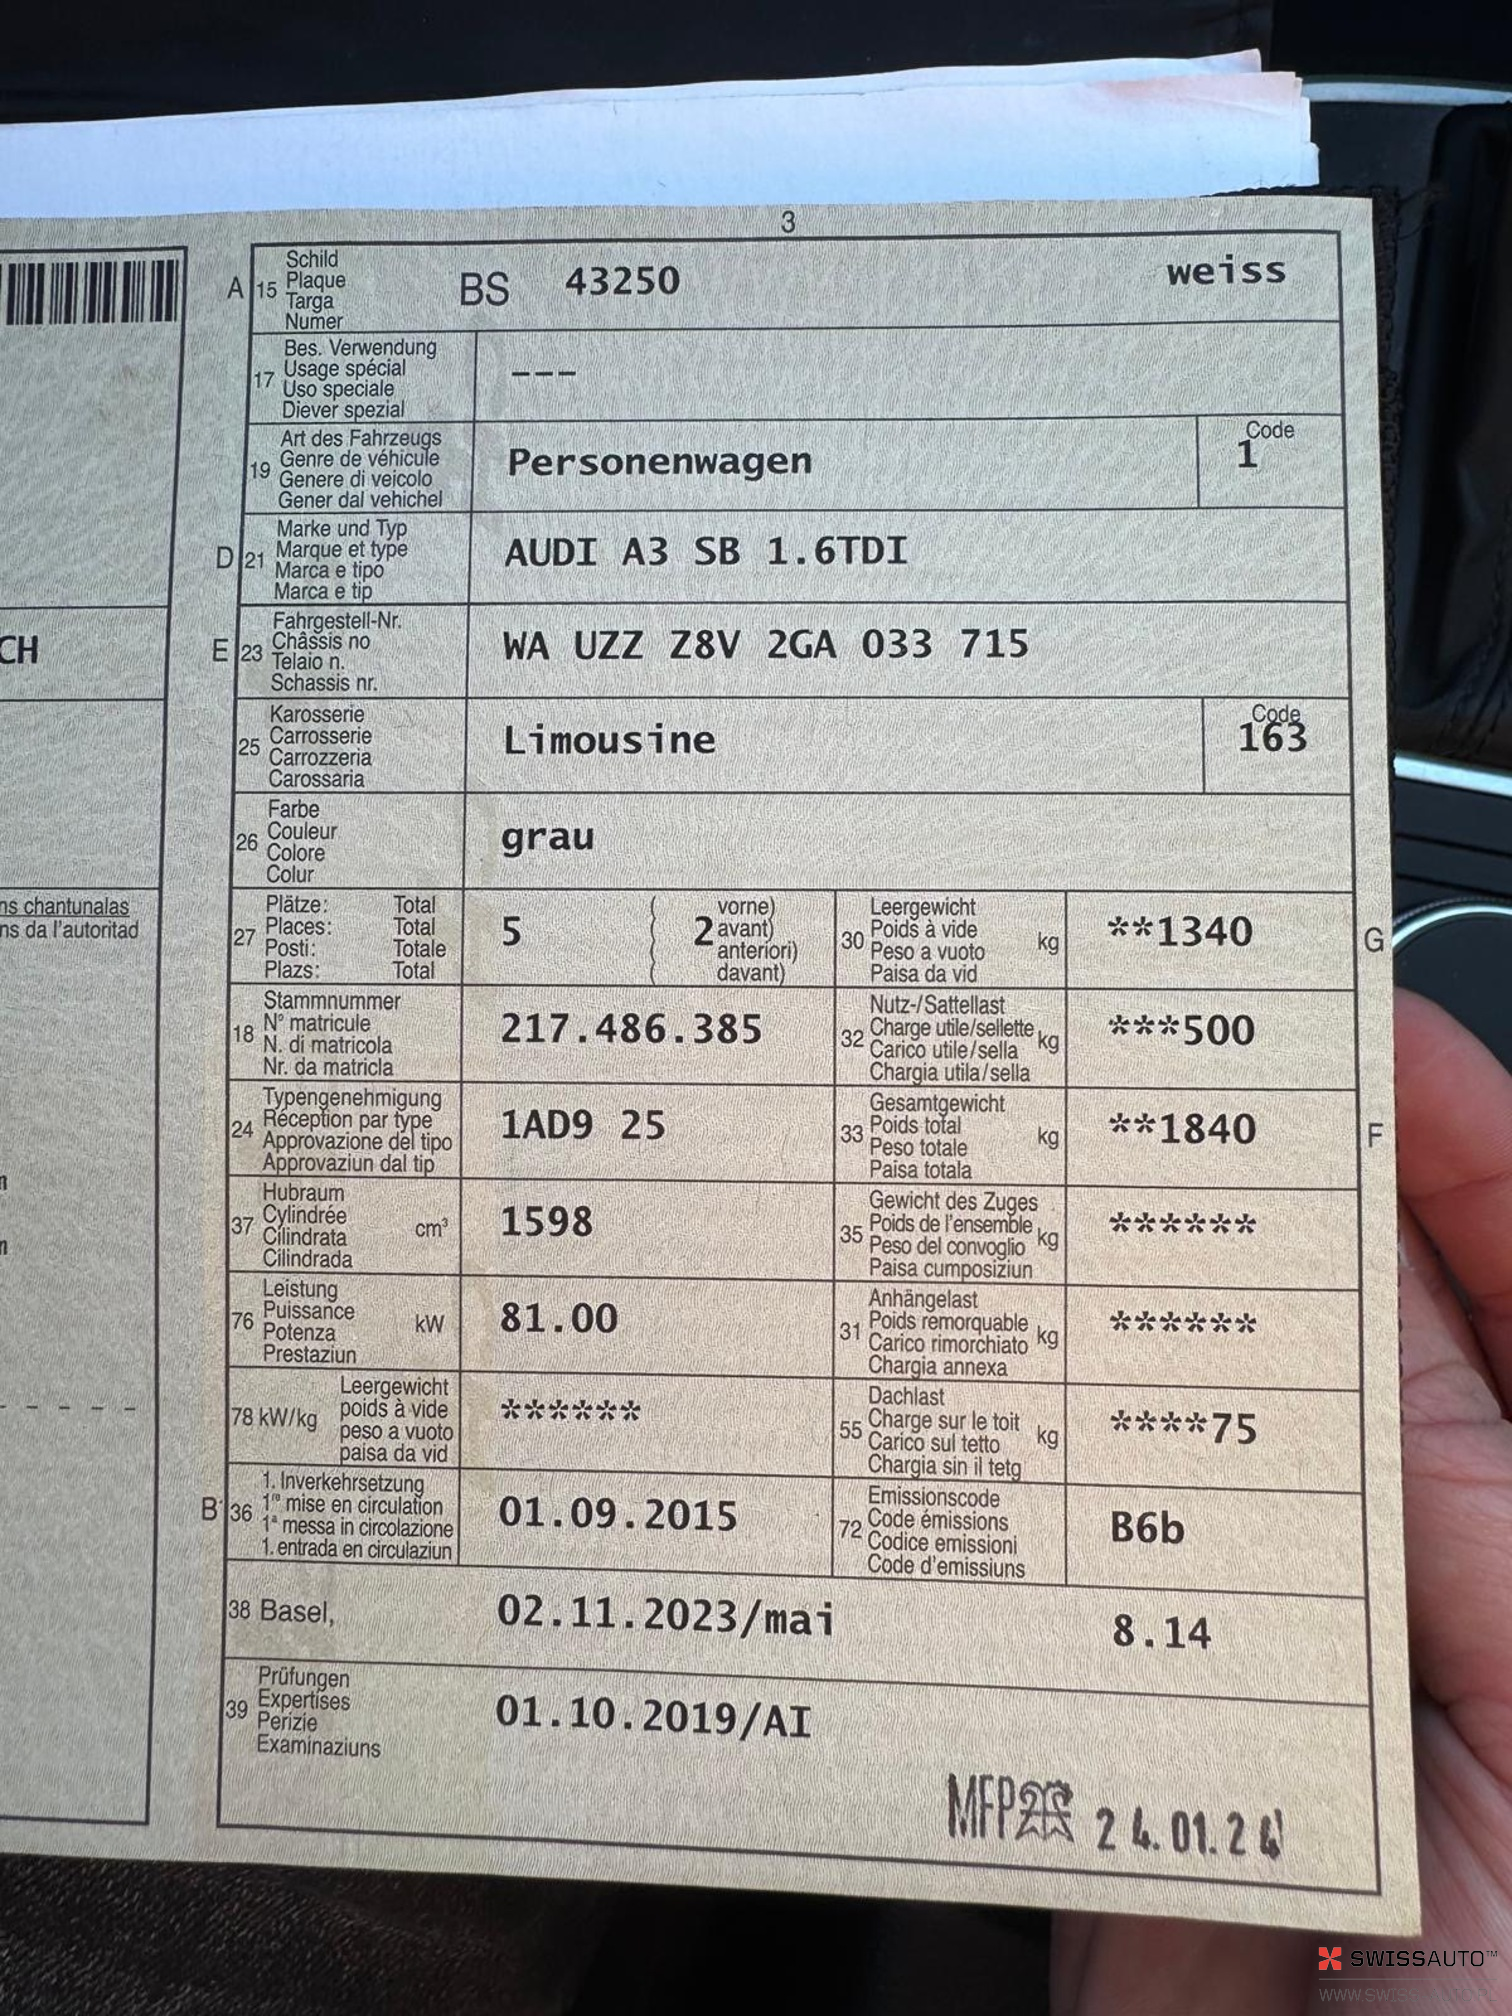 3
A 15 Schild
Plaque
Targa
Numer
BS 43250 weiss
17 Bes. Verwendung
Usage spécial
Uso speciale
Diever spezial
---
19 Art des Fahrzeugs
Genre de véhicule
Genere di veicolo
Gener dal vehichel
Personenwagen
Code
1
D 21 Marke und Typ
Marque et type
Marca e tipo
Marca e tip
AUDI A3 SB 1.6TDI
CH
E 23 Fahrgestell-Nr.
Châssis no
Telaio n.
Schassis nr.
WA UZZ Z8V 2GA 033 715
25 Karosserie
Carrosserie
Carrozzeria
Carossaria
Limousine
Code
163
26 Farbe
Couleur
Colore
Colur
grau
ns chantunalas
ns da l'autoritad
27 Plätze: Total
Places: Total
Posti: Totale
Plazs: Total
5 ( 2 vorne)
avant)
anteriori)
davant)
30 Leergewicht
Poids à vide
Peso a vuoto
Paisa da vid
kg **1340 G
18 Stammnummer
N° matricule
N. di matricola
Nr. da matricla
217.486.385
32 Nutz-/Sattellast
Charge utile/sellette
Carico utile/sella
Chargia utila/sella
kg ***500
24 Typengenehmigung
Réception par type
Approvazione del tipo
Approvaziun dal tip
1AD9 25
33 Gesamtgewicht
Poids total
Peso totale
Paisa totala
kg **1840 F
37 Hubraum
Cylindrée
Cilindrata
Cilindrada
cm³ 1598
35 Gewicht des Zuges
Poids de l'ensemble
Peso del convoglio
Paisa cumposiziun
kg ******
76 Leistung
Puissance
Potenza
Prestaziun
kW 81.00
31 Anhängelast
Poids remorquable
Carico rimorchiato
Chargia annexa
kg ******
78 kW/kg Leergewicht
poids à vide
peso a vuoto
paisa da vid
******
55 Dachlast
Charge sur le toit
Carico sul tetto
Chargia sin il tetg
kg ****75
B 36 1. Inverkehrsetzung
1re mise en circulation
1a messa in circolazione
1. entrada en circulaziun
01.09.2015
72 Emissionscode
Code émissions
Codice emissioni
Code d'emissiuns
B6b
38 Basel, 02.11.2023/mai 8.14
39 Prüfungen
Expertises
Perizie
Examinaziuns
01.10.2019/AI
MFP 24.01.24
SWISSAUTO™